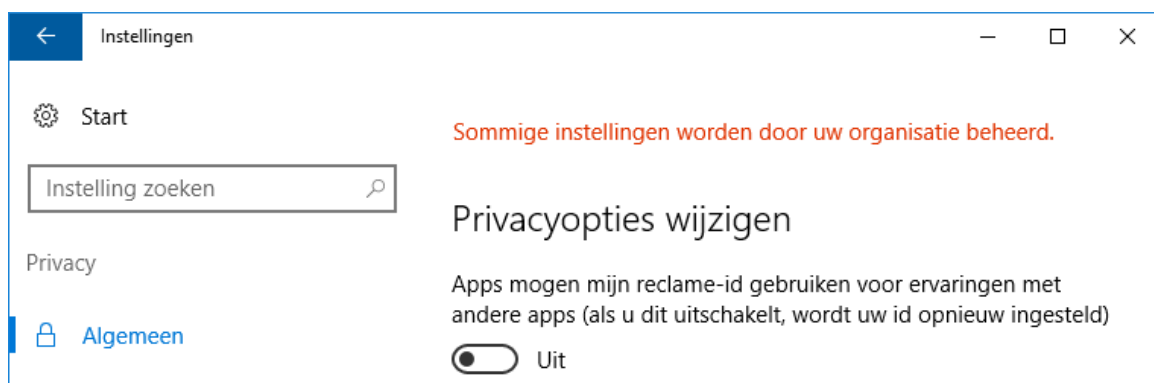 Instellingen
Start
Instelling zoeken
Privacy
Algemeen
Sommige instellingen worden door uw organisatie beheerd.
Privacyopties wijzigen
Apps mogen mijn reclame-id gebruiken voor ervaringen met
andere apps (als u dit uitschakelt, wordt uw id opnieuw ingesteld)
Uit